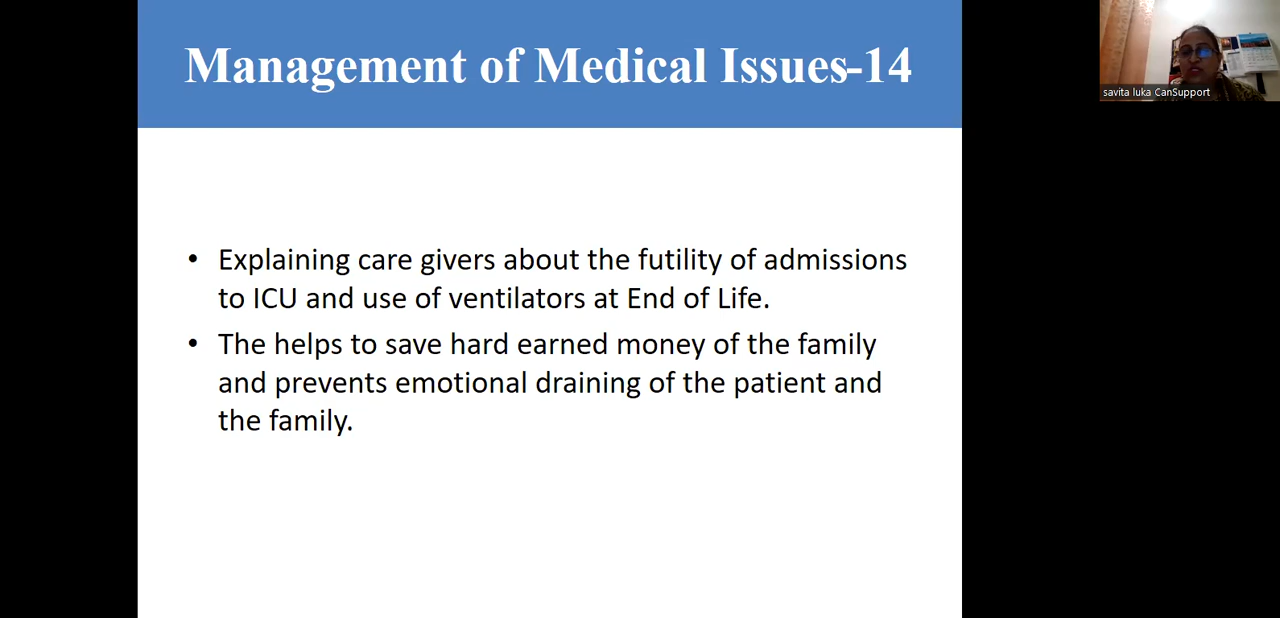 Management of Medical Issues-14
savita luka CanSupport
• Explaining care givers about the futility of admissions
to ICU and use of ventilators at End of Life.
• The helps to save hard earned money of the family
and prevents emotional draining of the patient and
the family.